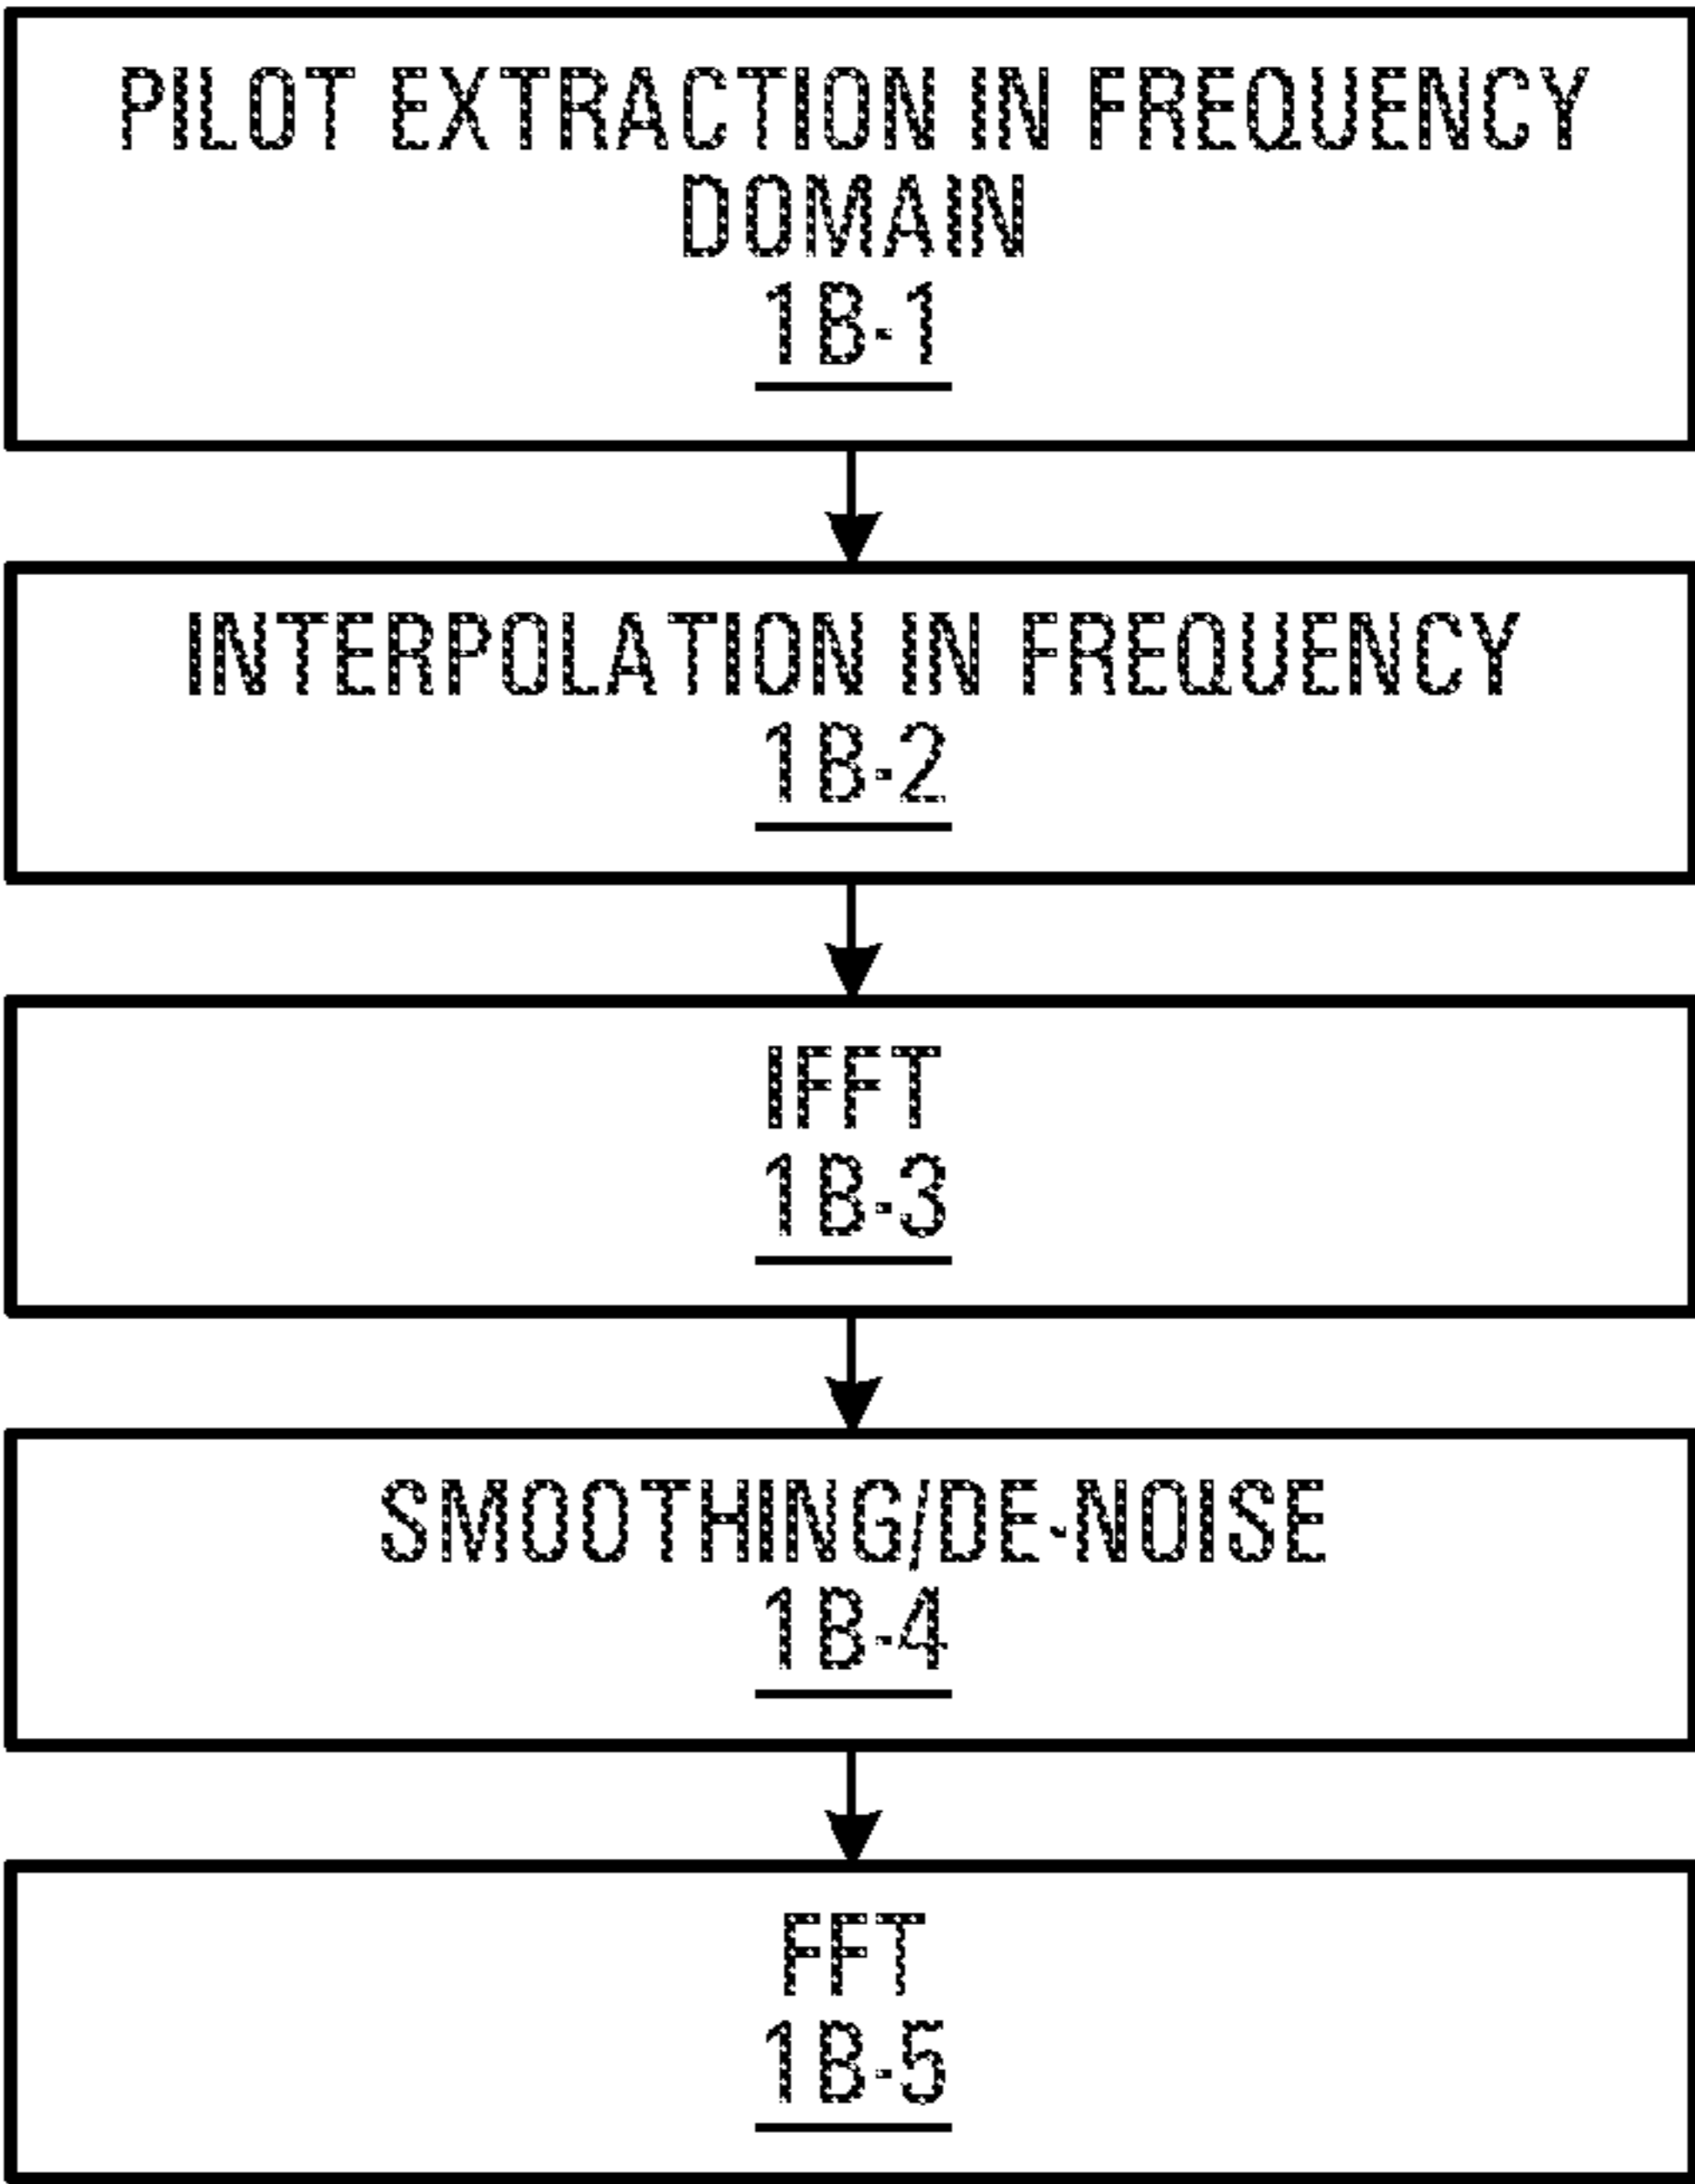 PILOT EXTRACTION IN FREQUENCY
DOMAIN
1B-1
INTERPOLATION IN FREQUENCY
1B-2
IFFT
1B-3
SMOOTHING/DE-NOISE
1B-4
FFT
1B-5